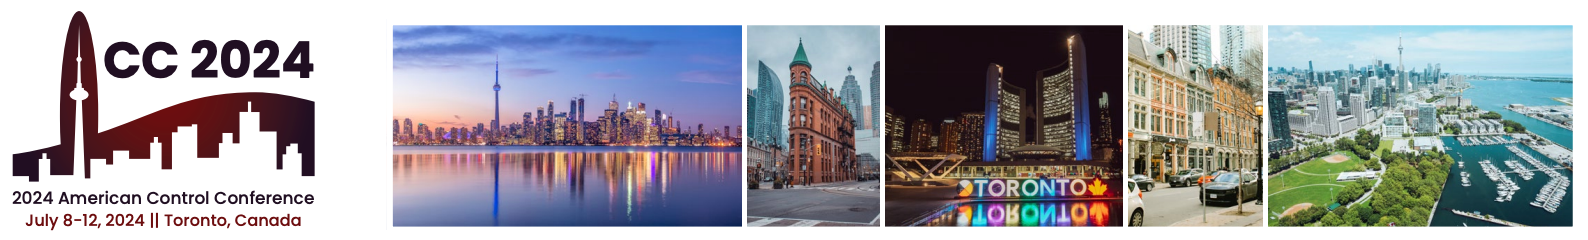 CC 2024
2024 American Control Conference
July 8-12, 2024 || Toronto, Canada
TORONTO